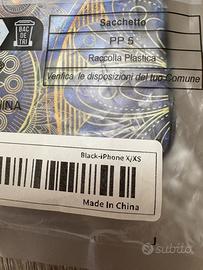 BAC
DE
TRI
Sacchetto
PP 5
Raccolta Plastica
Verifica le disposizioni del tuo Comune
HINA
Black-iPhone X/XS
Made In China
subito